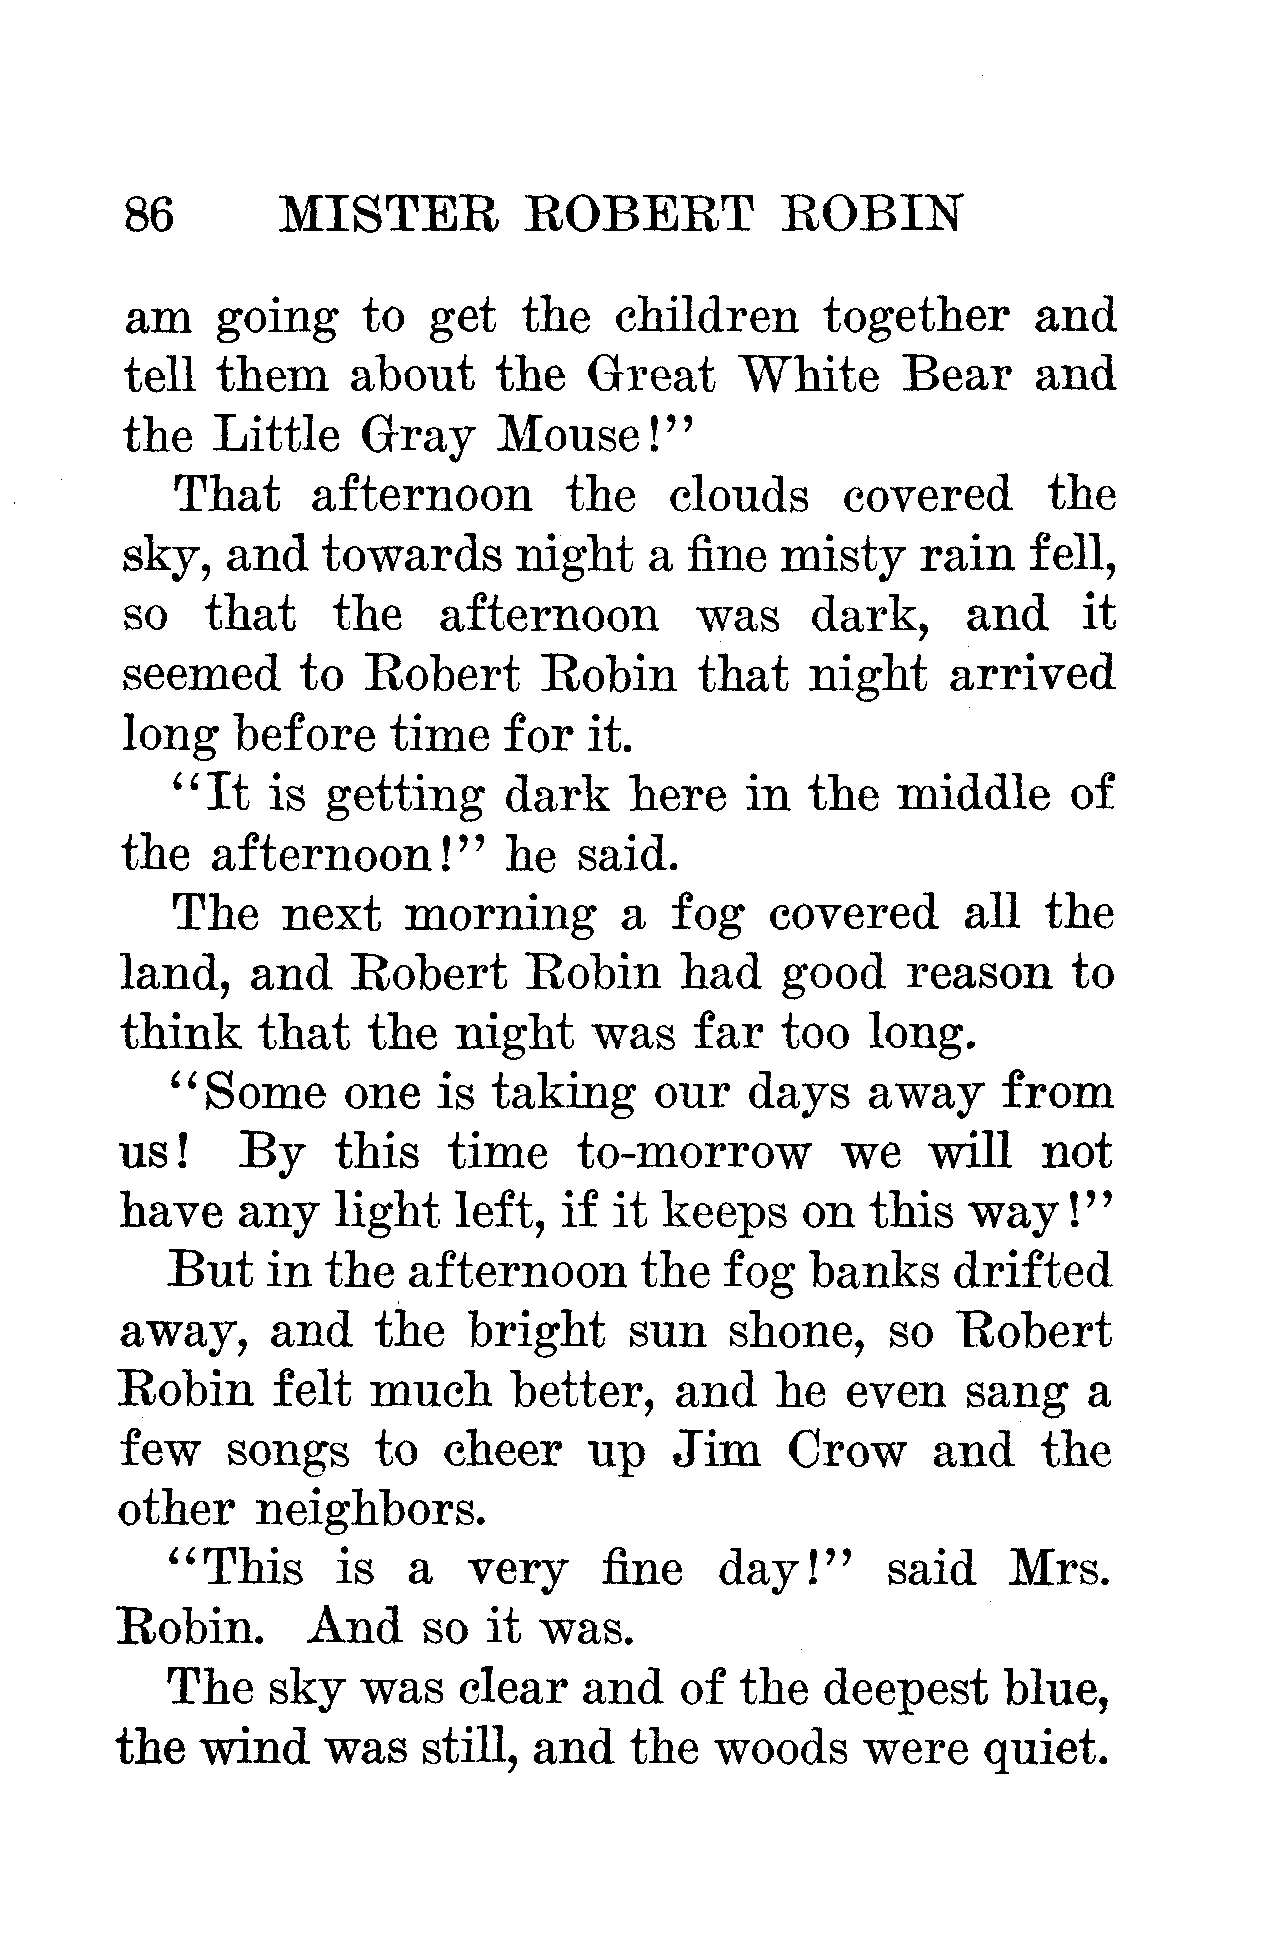 86 MISTER ROBERT ROBIN
am going to get the children together and
tell them about the Great White Bear and
the Little Gray Mouse!"
That afternoon the clouds covered the
sky, and towards night a fine misty rain fell,
so that the afternoon was dark, and it
seemed to Robert Robin that night arrived
long before time for it.
"It is getting dark here in the middle of
the afternoon!" he said.
The next morning a fog covered all the
land, and Robert Robin had good reason to
think that the night was far too long.
"Some one is taking our days away from
us! By this time to-morrow we will not
have any light left, if it keeps on this way!"
But in the afternoon the fog banks drifted
away, and the bright sun shone, so Robert
Robin felt much better, and he even sang a
few songs to cheer up Jim Crow and the
other neighbors.
"This is a very fine day!" said Mrs.
Robin. And so it was.
The sky was clear and of the deepest blue,
the wind was still, and the woods were quiet.